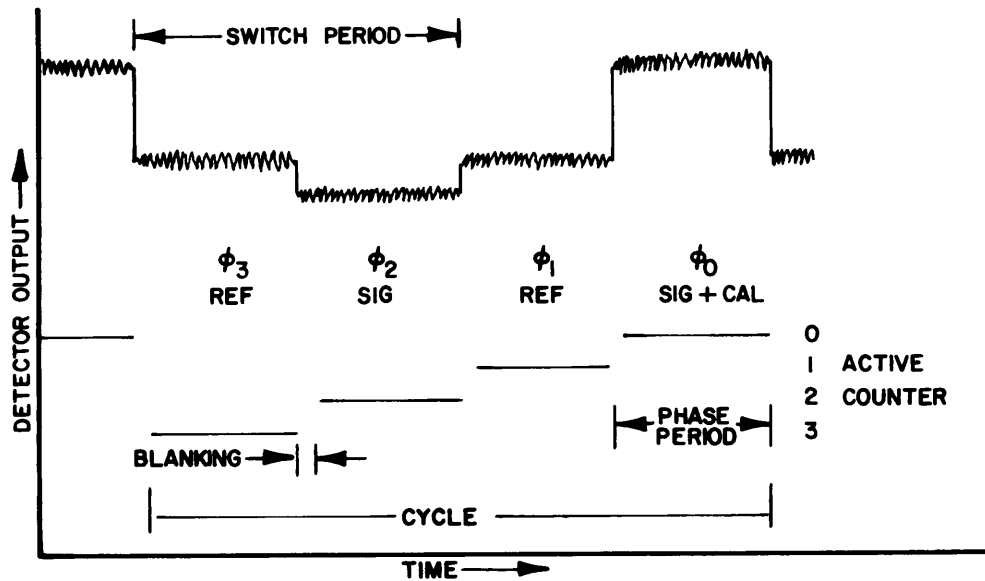 SWITCH PERIOD
DETECTOR OUTPUT
ϕ3 ϕ2 ϕ1 ϕ0
REF SIG REF SIG + CAL
0
1 ACTIVE
2 COUNTER
3
PHASE
PERIOD
BLANKING
CYCLE
TIME